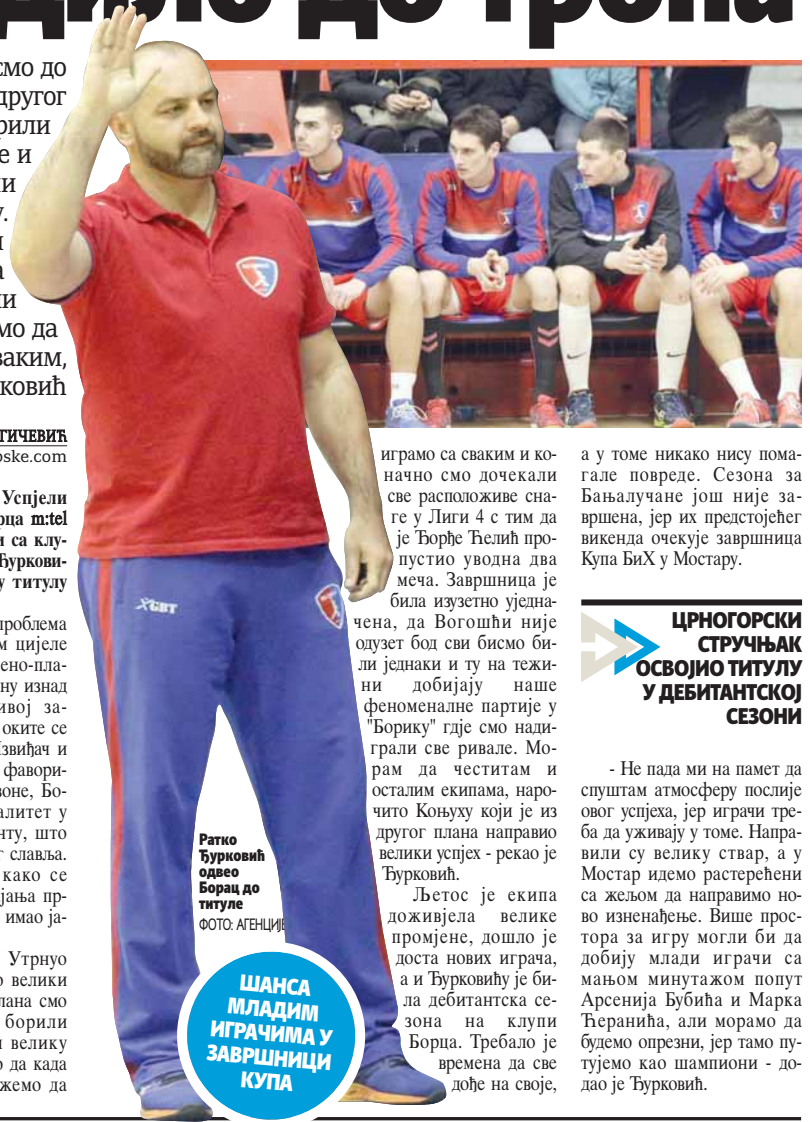 смо до
другог
рили
е и
и
у.
и
а
ли
мо да
ваким,
ковић
ГИЧЕВИЋ
pske.com
Успјели
рца m:tel
и са клу-
Ђуркови-
у титулу
проблема
м цијеле
ено-пла-
ну изнад
ивој за-
оките се
Извиђач и
фавори-
воне, Бо-
алитет у
нту, што
г славља.
како се
јања пр-
имао ја-
Утрнуо
о велики
лана смо
борили
и велику
о да када
жемо да
XGBT
Ратко
Ђурковић
одвео
Борац до
титуле
ФОТО: АГЕНЦИЈЕ
ШАНСА
МЛАДИМ
ИГРАЧИМА У
ЗАВРШНИЦИ
КУПА
играмо са сваким и ко-
начно смо дочекали
све расположиве сна-
ге у Лиги 4 с тим да
је Ђорђе Ћелић про-
пустио уводна два
меча. Завршница је
била изузетно уједна-
чена, да Вогошћи није
одузет бод сви бисмо би-
ли једнаки и ту на тежи-
ни добијају наше
феноменалне партије у
"Борику" гдје смо нади-
грали све ривале. Мо-
рам да честитам и
осталим екипама, наро-
чито Коњуху који је из
другог плана направио
велики успјех - рекао је
Ђурковић.
Љетос је екипа
доживјела велике
промјене, дошло је
доста нових играча,
а и Ђурковићу је би-
ла дебитантска се-
зона на клупи
Борца. Требало је
времена да све
дође на своје,
а у томе никако нису пома-
гале повреде. Сезона за
Бањалучане још није за-
вршена, јер их предстојећег
викенда очекује завршница
Купа БиХ у Мостару.
ЦРНОГОРСКИ
СТРУЧЊАК
ОСВОЈИО ТИТУЛУ
У ДЕБИТАНТСКОЈ
СЕЗОНИ
- Не пада ми на памет да
спуштам атмосферу послије
овог успјеха, јер играчи тре-
ба да уживају у томе. Напра-
вили су велику ствар, а у
Мостар идемо растерећени
са жељом да направимо но-
во изненађење. Више прос-
тора за игру могли би да
добију млади играчи са
мањом минутажом попут
Арсенија Бубића и Марка
Ћеранића, али морамо да
будемо опрезни, јер тамо пу-
тујемо као шампиони - до-
дао је Ђурковић.